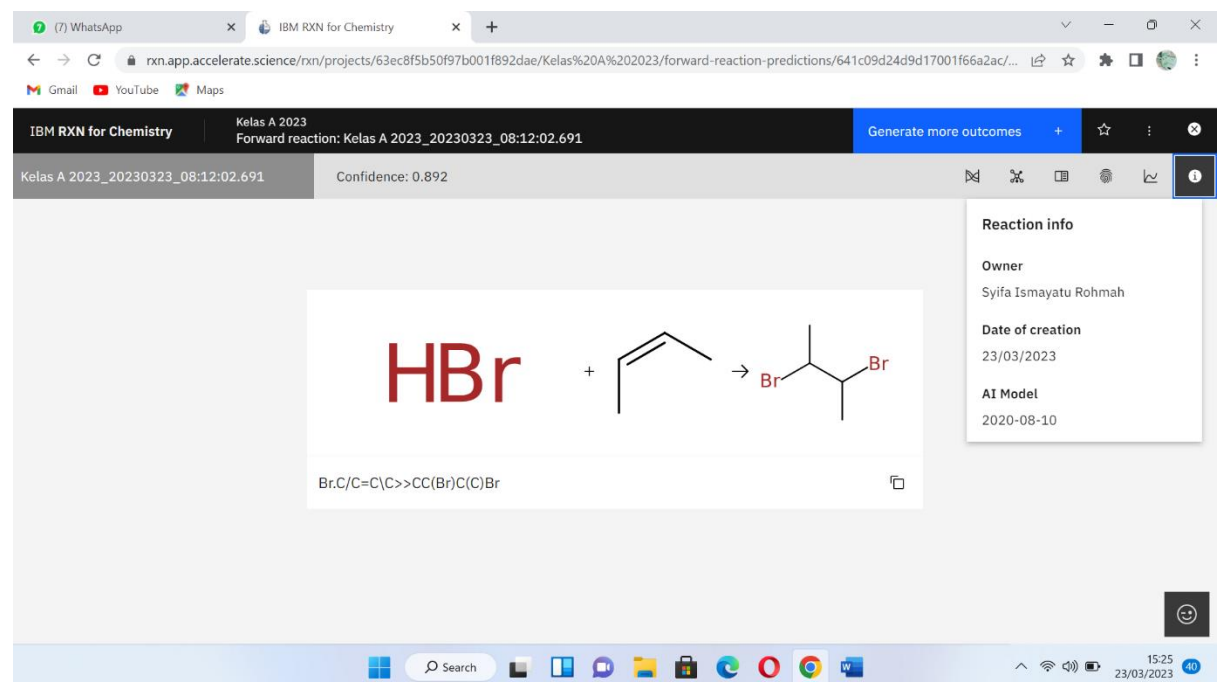 7 (7) WhatsApp
IBM RXN for Chemistry
rxn.app.accelerate.science/rxn/projects/63ec8f5b50f97b001f892dae/Kelas%20A%202023/forward-reaction-predictions/641c09d24d9d17001f66a2ac/...
Gmail YouTube Maps
IBM RXN for Chemistry
Kelas A 2023
Forward reaction: Kelas A 2023_20230323_08:12:02.691
Generate more outcomes +
Kelas A 2023_20230323_08:12:02.691 Confidence: 0.892
Reaction info
Owner
Syifa Ismayatu Rohmah
Date of creation
23/03/2023
AI Model
2020-08-10
HBr + → Br Br
Br.C/C=C\C>>CC(Br)C(C)Br
Search
15:25
23/03/2023
40